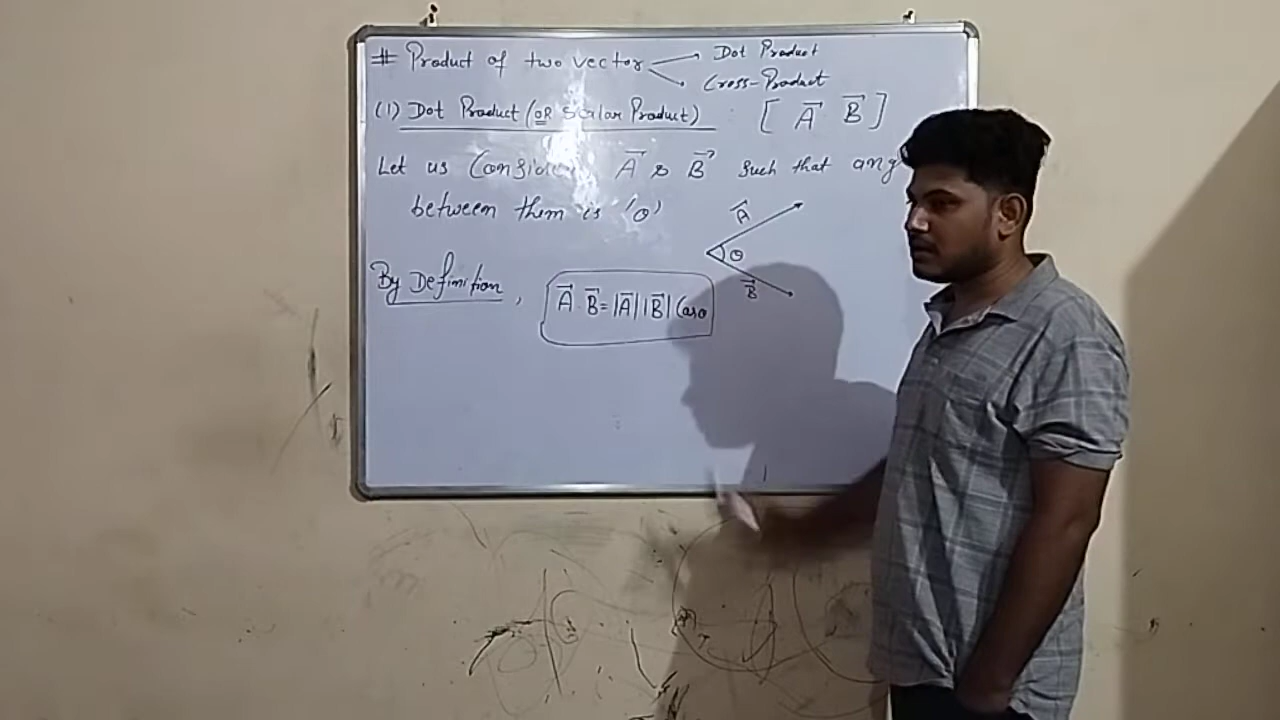 # Product of two vector → Dot Product
→ Cross-Product
(1) Dot Product (OR Scalar Product) [ A⃗ B⃗ ]
Let us Consider A⃗ & B⃗ such that ang
between them is 'θ'
A⃗
θ
B⃗
By Definition, A⃗ . B⃗ = |A⃗| |B⃗| Cosθ